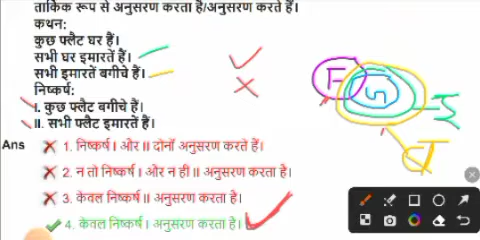 तार्किक रूप से अनुसरण करता है/अनुसरण करते हैं।
कथन:
कुछ फ्लैट घर हैं।
सभी घर इमारतें हैं।
सभी इमारतें बगीचे हैं।
निष्कर्ष:
I. कुछ फ्लैट बगीचे हैं।
II. सभी फ्लैट इमारतें हैं।
Ans
1. निष्कर्ष I और II दोनों अनुसरण करते हैं।
2. न तो निष्कर्ष I और न ही II अनुसरण करता है।
3. केवल निष्कर्ष II अनुसरण करता है।
4. केवल निष्कर्ष I अनुसरण करता है।
F
इ
ब